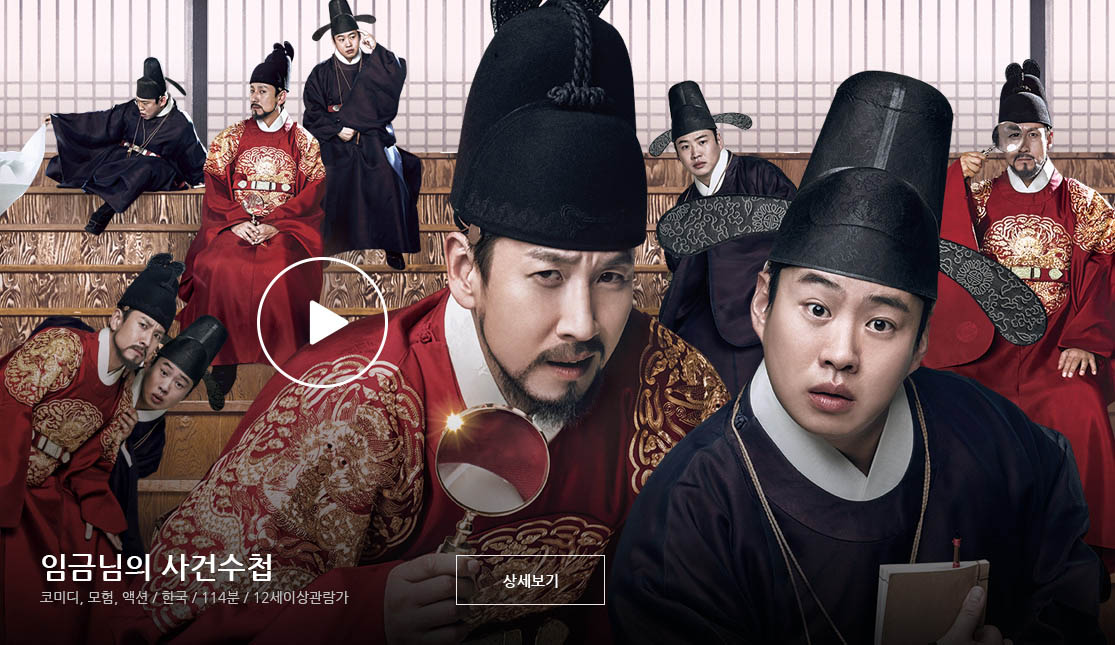 임금님의 사건수첩
코미디, 모험, 액션 / 한국 / 114분 / 12세이상관람가
상세보기